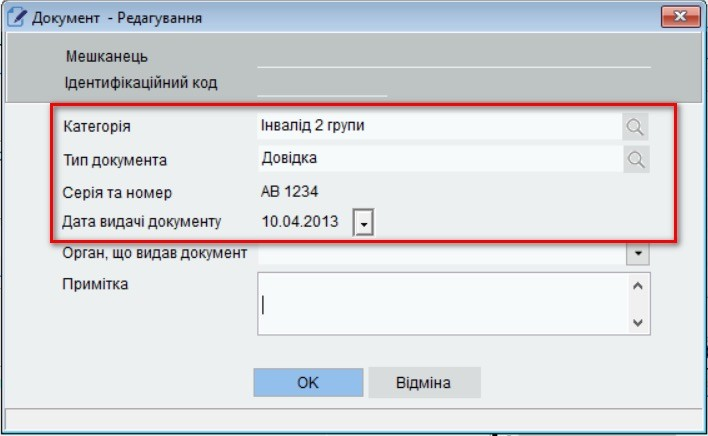 Документ - Редагування
Мешканець
Ідентифікаційний код
Категорія Інвалід 2 групи
Тип документа Довідка
Серія та номер АВ 1234
Дата видачі документу 10.04.2013
Орган, що видав документ
Примітка
OK Відміна